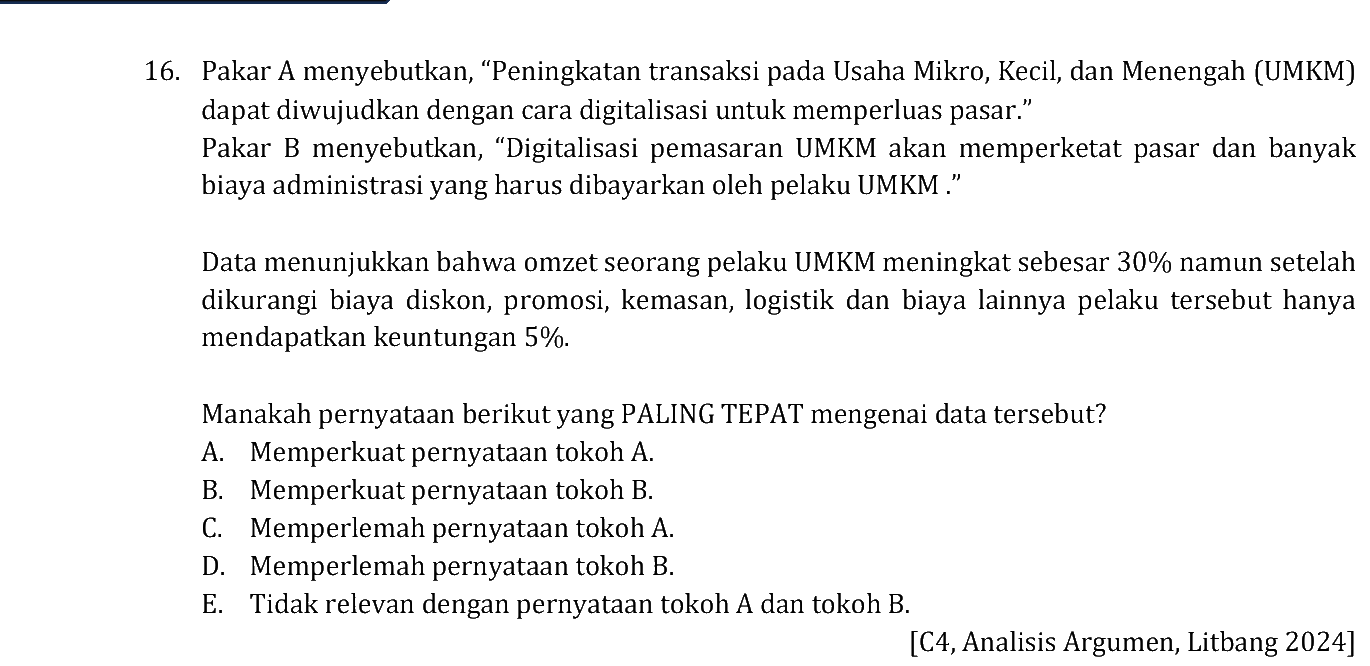 16. Pakar A menyebutkan, “Peningkatan transaksi pada Usaha Mikro, Kecil, dan Menengah (UMKM)
dapat diwujudkan dengan cara digitalisasi untuk memperluas pasar.”
Pakar B menyebutkan, “Digitalisasi pemasaran UMKM akan memperketat pasar dan banyak
biaya administrasi yang harus dibayarkan oleh pelaku UMKM .”
Data menunjukkan bahwa omzet seorang pelaku UMKM meningkat sebesar 30% namun setelah
dikurangi biaya diskon, promosi, kemasan, logistik dan biaya lainnya pelaku tersebut hanya
mendapatkan keuntungan 5%.
Manakah pernyataan berikut yang PALING TEPAT mengenai data tersebut?
A. Memperkuat pernyataan tokoh A.
B. Memperkuat pernyataan tokoh B.
C. Memperlemah pernyataan tokoh A.
D. Memperlemah pernyataan tokoh B.
E. Tidak relevan dengan pernyataan tokoh A dan tokoh B.
[C4, Analisis Argumen, Litbang 2024]